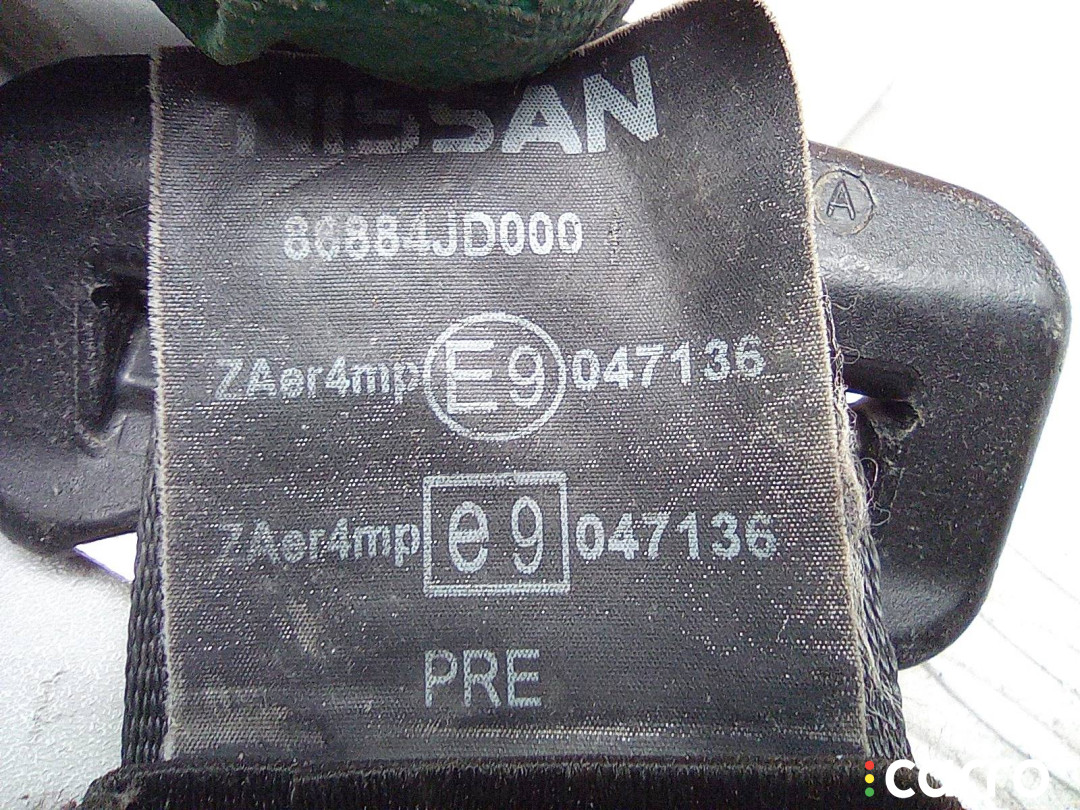 NISSAN
86884JD000
A
ZAer4mp E9 047136
ZAer4mp e9 047136
PRE